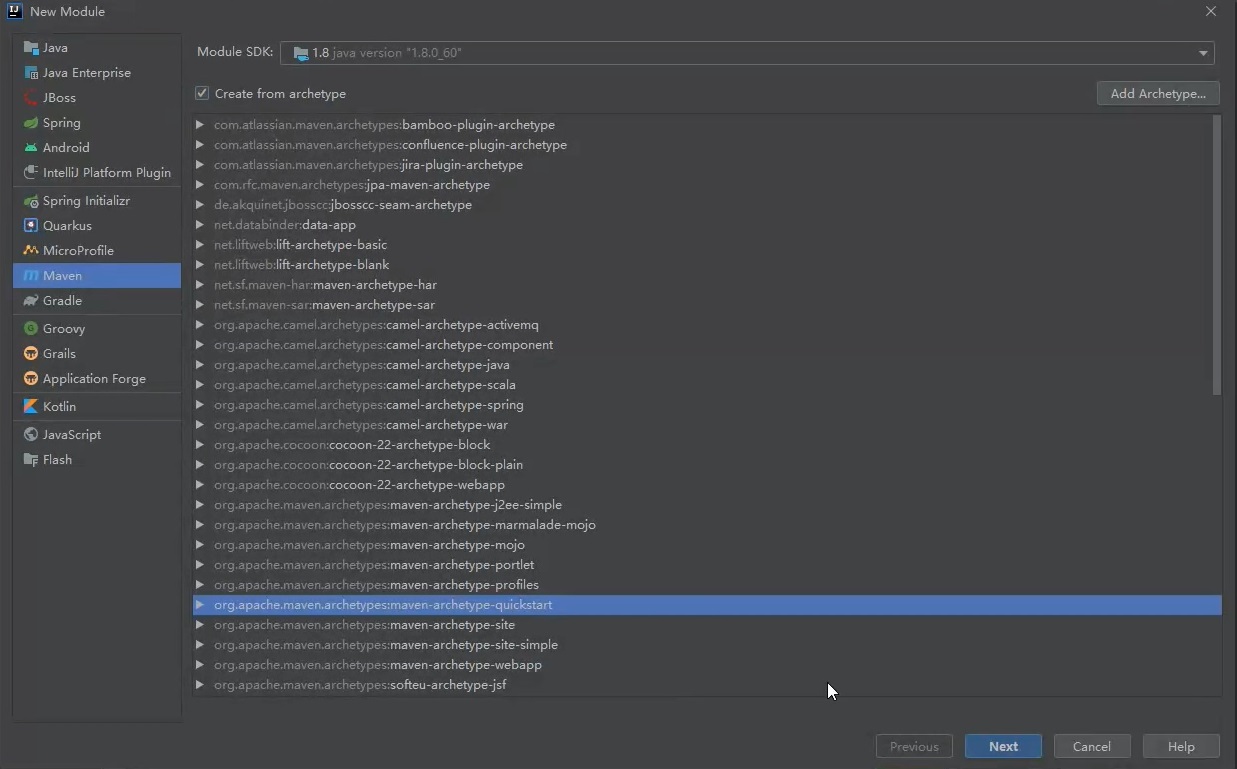 New Module
Java
Java Enterprise
JBoss
Spring
Android
IntelliJ Platform Plugin
Spring Initializr
Quarkus
MicroProfile
Maven
Gradle
Groovy
Grails
Application Forge
Kotlin
JavaScript
Flash
Module SDK: 1.8 java version "1.8.0_60"
Create from archetype
Add Archetype...
com.atlassian.maven.archetypes:bamboo-plugin-archetype
com.atlassian.maven.archetypes:confluence-plugin-archetype
com.atlassian.maven.archetypes:jira-plugin-archetype
com.rfc.maven.archetypes:jpa-maven-archetype
de.akquinet.jbosscc:jbosscc-seam-archetype
net.databinder:data-app
net.liftweb:lift-archetype-basic
net.liftweb:lift-archetype-blank
net.sf.maven-har:maven-archetype-har
net.sf.maven-sar:maven-archetype-sar
org.apache.camel.archetypes:camel-archetype-activemq
org.apache.camel.archetypes:camel-archetype-component
org.apache.camel.archetypes:camel-archetype-java
org.apache.camel.archetypes:camel-archetype-scala
org.apache.camel.archetypes:camel-archetype-spring
org.apache.camel.archetypes:camel-archetype-war
org.apache.cocoon:cocoon-22-archetype-block
org.apache.cocoon:cocoon-22-archetype-block-plain
org.apache.cocoon:cocoon-22-archetype-webapp
org.apache.maven.archetypes:maven-archetype-j2ee-simple
org.apache.maven.archetypes:maven-archetype-marmalade-mojo
org.apache.maven.archetypes:maven-archetype-mojo
org.apache.maven.archetypes:maven-archetype-portlet
org.apache.maven.archetypes:maven-archetype-profiles
org.apache.maven.archetypes:maven-archetype-quickstart
org.apache.maven.archetypes:maven-archetype-site
org.apache.maven.archetypes:maven-archetype-site-simple
org.apache.maven.archetypes:maven-archetype-webapp
org.apache.maven.archetypes:softeu-archetype-jsf
Previous
Next
Cancel
Help